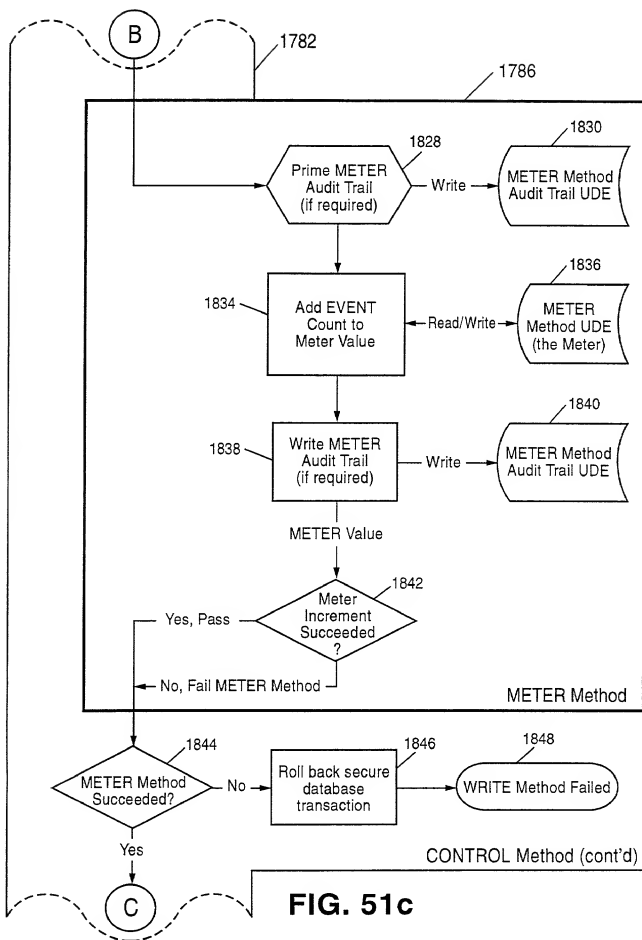 B
1782
1786
1828
1830
Prime METER
Audit Trail
(if required)
Write
METER Method
Audit Trail UDE
1834
1836
Add EVENT
Count to
Meter Value
Read/Write
METER
Method UDE
(the Meter)
1838
1840
Write METER
Audit Trail
(if required)
Write
METER Method
Audit Trail UDE
METER Value
1842
Meter
Increment
Succeeded
?
Yes, Pass
No, Fail METER Method
METER Method
1844
1846
1848
METER Method
Succeeded?
No
Roll back secure
database
transaction
WRITE Method Failed
Yes
CONTROL Method (cont'd)
C
FIG. 51c